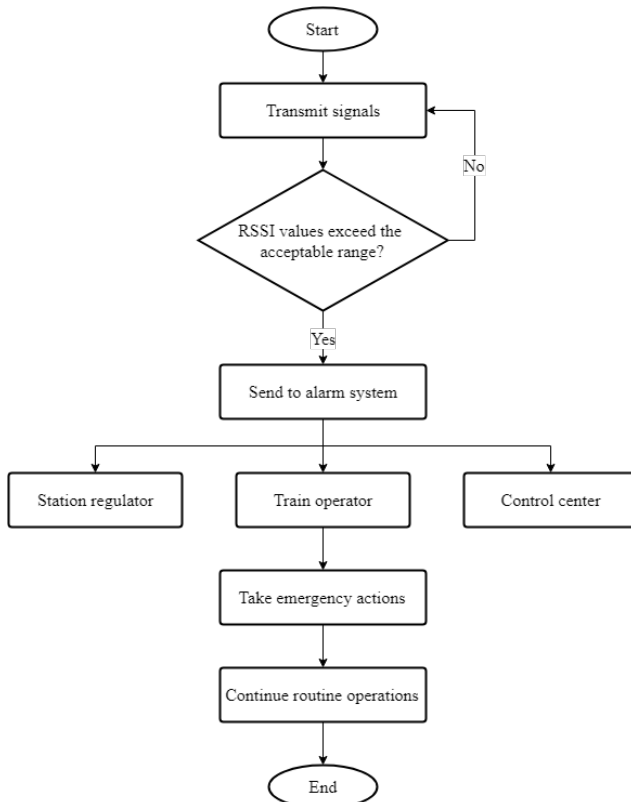 Start
Transmit signals
No
RSSI values exceed the
acceptable range?
Yes
Send to alarm system
Station regulator
Train operator
Control center
Take emergency actions
Continue routine operations
End